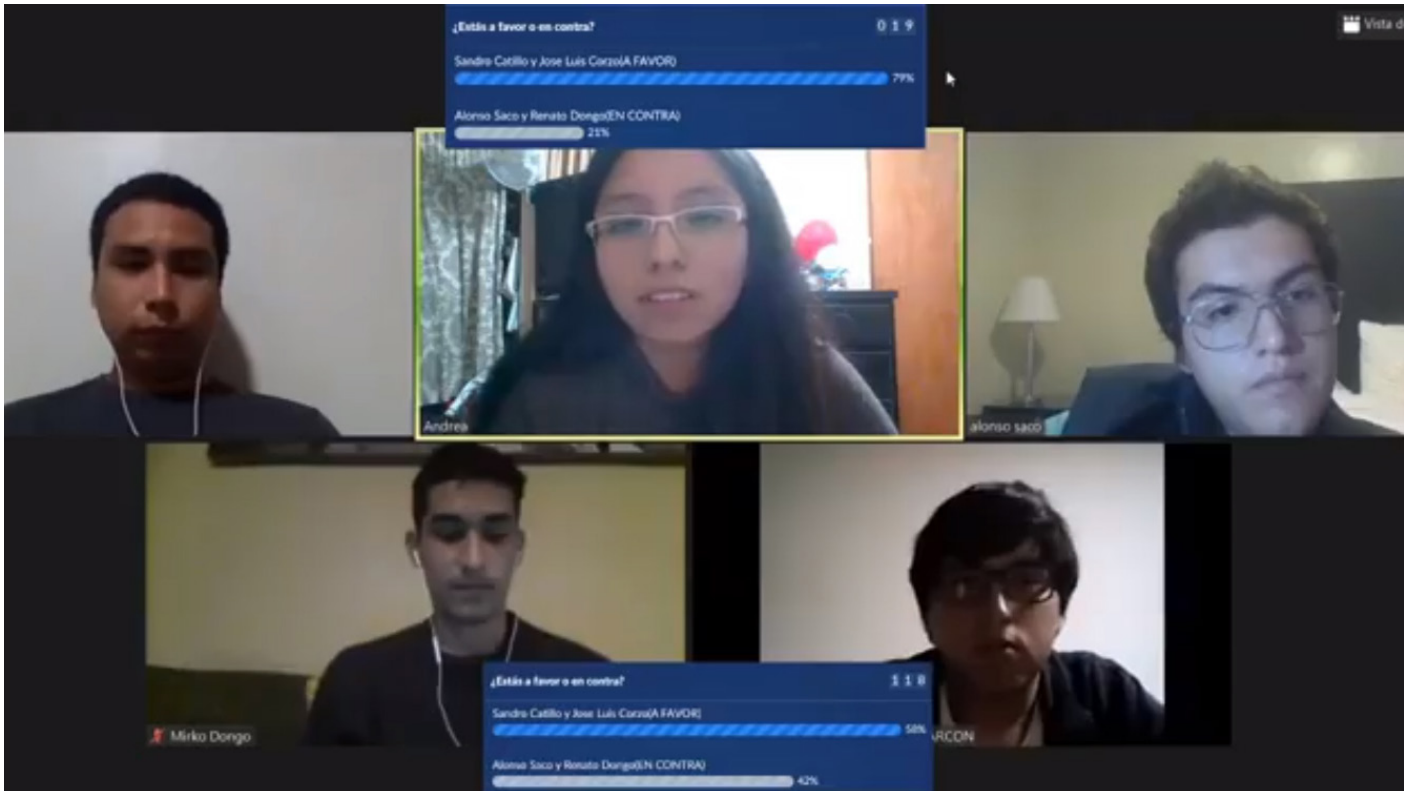 ¿Estás a favor o en contra?
0 1 9
Vista d
Sandro Catillo y Jose Luis Corzo(A FAVOR)
79%
Alonso Saco y Renato Dongo(EN CONTRA)
21%
Andrea
alonso saco
Mirko Dongo
ARCON
¿Estás a favor o en contra?
1 1 8
Sandro Catillo y Jose Luis Corzo(A FAVOR)
58%
Alonso Saco y Renato Dongo(EN CONTRA)
42%